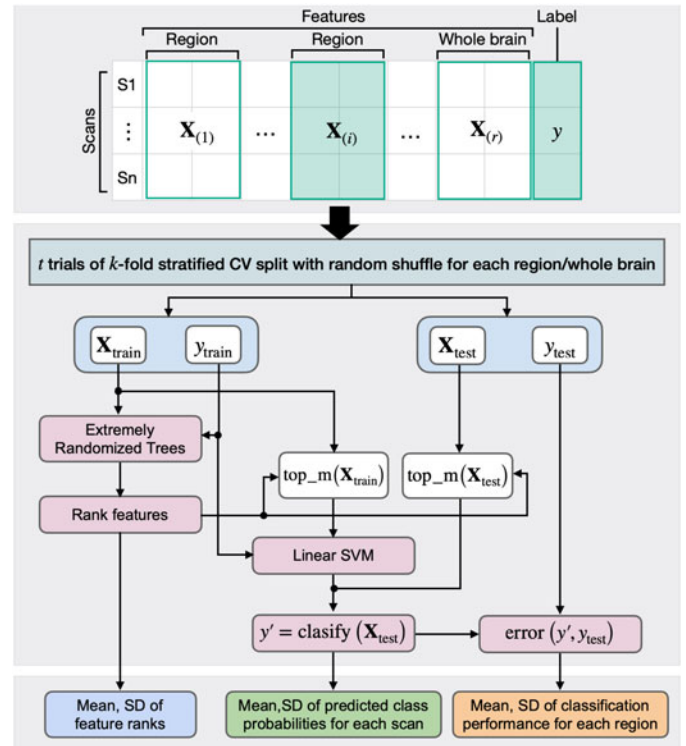 Features
Label
Region
Region
Whole brain
Scans
S1
⋮
Sn
X(1)
...
X(i)
...
X(r)
y
t trials of k-fold stratified CV split with random shuffle for each region/whole brain
Xtrain
ytrain
Xtest
ytest
Extremely
Randomized Trees
top_m(Xtrain)
top_m(Xtest)
Rank features
Linear SVM
y′ = clasify (Xtest)
error (y′, ytest)
Mean, SD of
feature ranks
Mean,SD of predicted class
probabilities for each scan
Mean, SD of classification
performance for each region